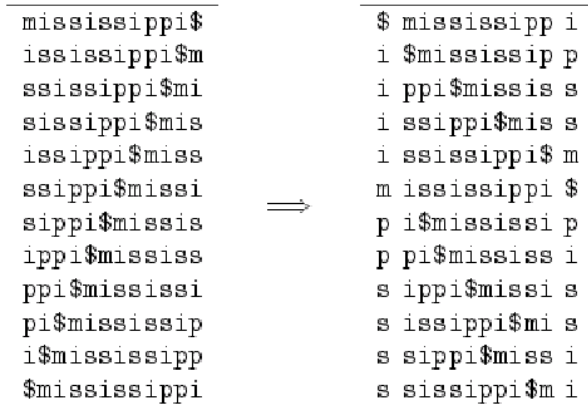 mississippi$ $ mississipp i
ississippi$m i $mississip p
ssissippi$mi i ppi$missis s
sissippi$mis i ssippi$mis s
issippi$miss i ssissippi$ m
ssippi$missi m ississippi $
sippi$missis ⟹ p i$mississi p
ippi$mississ p pi$mississ i
ppi$mississi s ippi$missi s
pi$mississip s issippi$mi s
i$mississipp s sippi$miss i
$mississippi s sissippi$m i